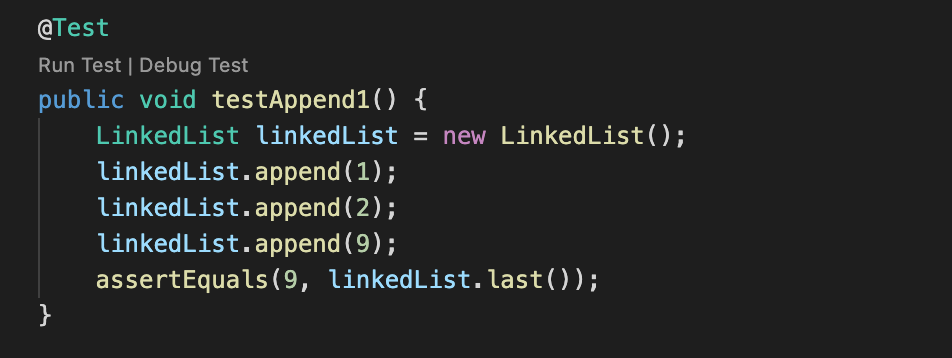 @Test
Run Test | Debug Test
public void testAppend1() {
    LinkedList linkedList = new LinkedList();
    linkedList.append(1);
    linkedList.append(2);
    linkedList.append(9);
    assertEquals(9, linkedList.last());
}